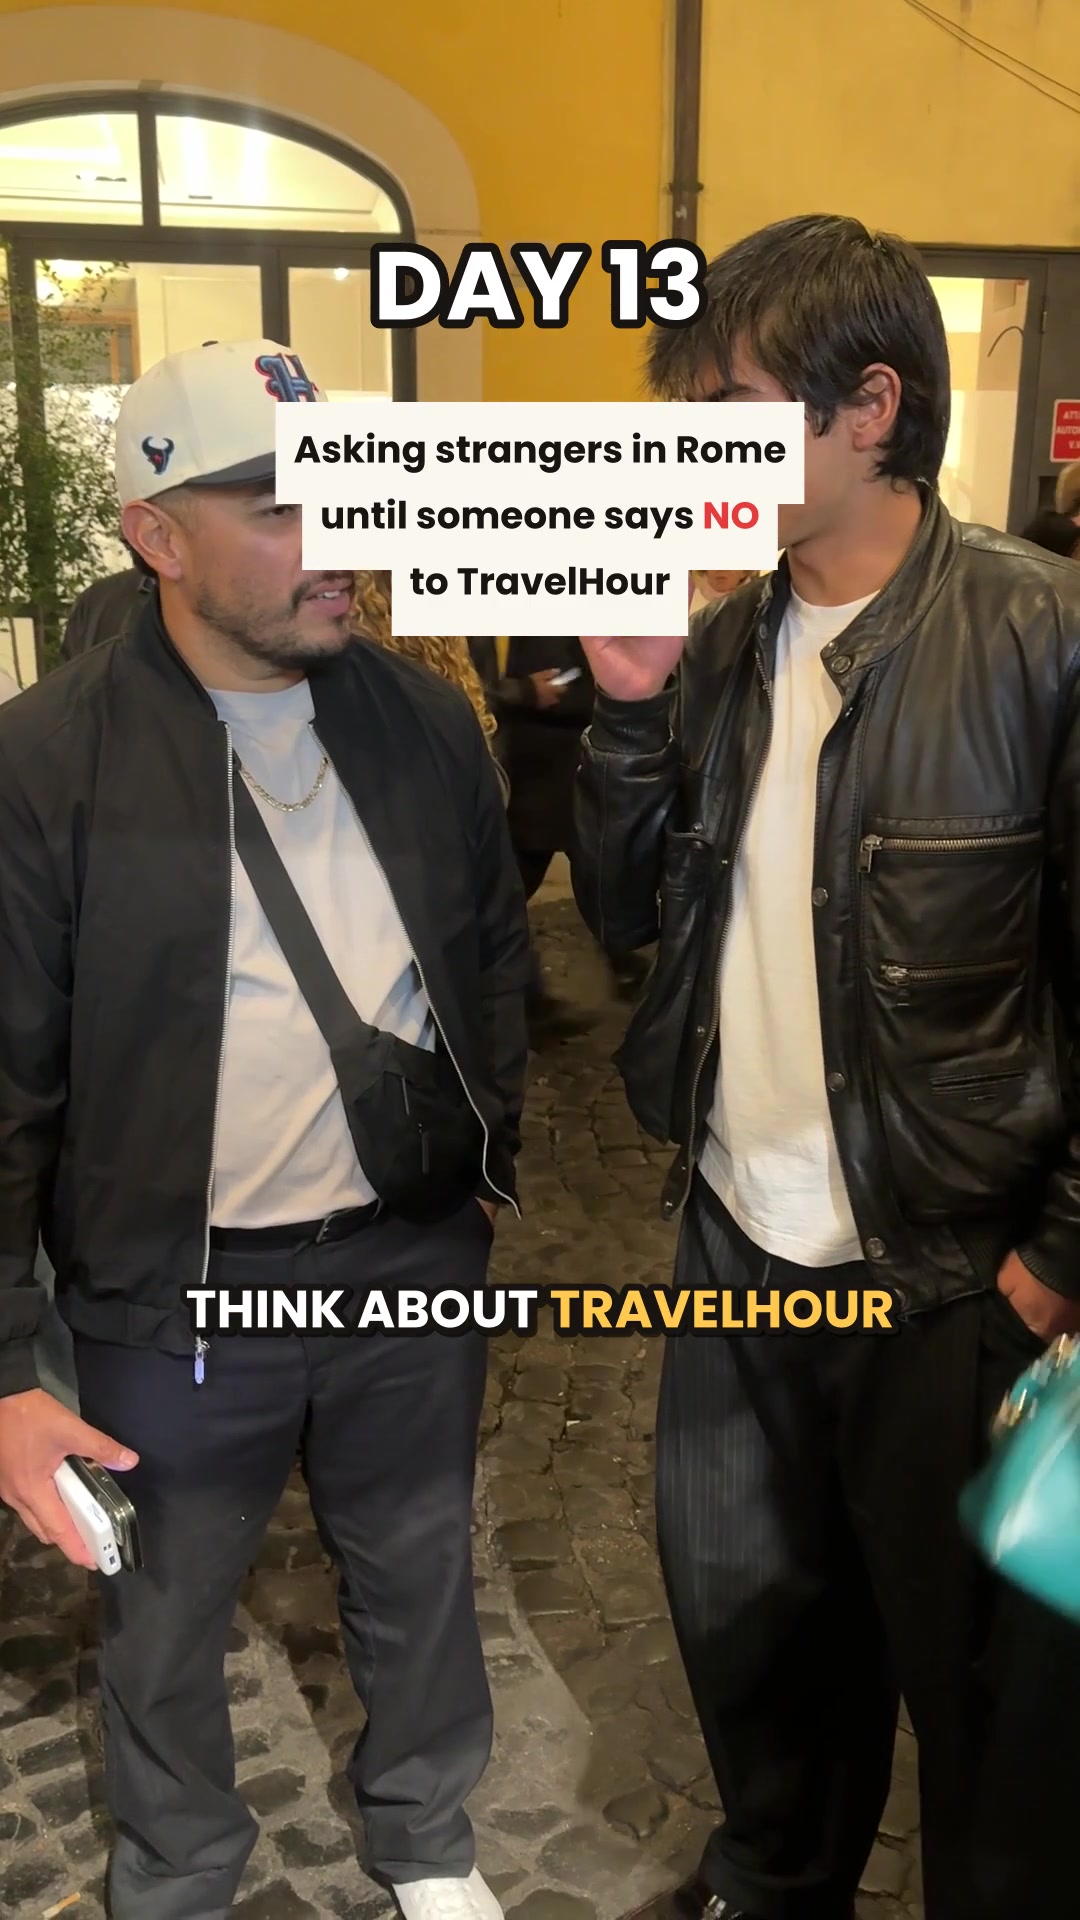 DAY 13
Asking strangers in Rome
until someone says NO
to TravelHour
H
THINK ABOUT TRAVELHOUR